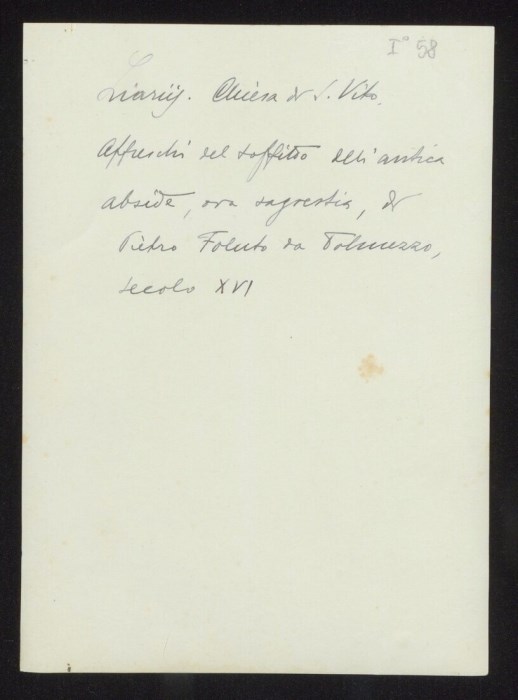 I° 58
Liariis. Chiesa di S. Vito.
Affreschi del soffitto dell'antica
abside, ora sagrestia, di
Pietro Foluto da Tolmezzo,
secolo XVI